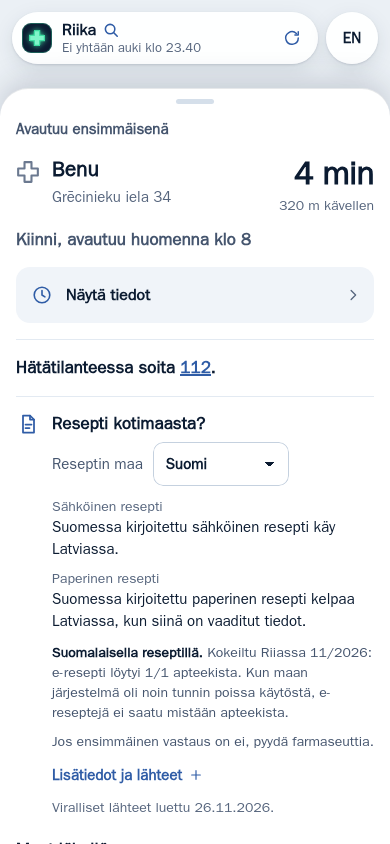 Riika
Ei yhtään auki klo 23.40
EN
Avautuu ensimmäisenä
Benu
4 min
Grēcinieku iela 34
320 m kävellen
Kiinni, avautuu huomenna klo 8
Näytä tiedot
Hätätilanteessa soita 112.
Resepti kotimaasta?
Reseptin maa
Suomi
Sähköinen resepti
Suomessa kirjoitettu sähköinen resepti käy
Latviassa.
Paperinen resepti
Suomessa kirjoitettu paperinen resepti kelpaa
Latviassa, kun siinä on vaaditut tiedot.
Suomalaisella reseptillä. Kokeiltu Riiassa 11/2026:
e-resepti löytyi 1/1 apteekista. Kun maan
järjestelmä oli noin tunnin poissa käytöstä, e-
reseptejä ei saatu mistään apteekista.
Jos ensimmäinen vastaus on ei, pyydä farmaseuttia.
Lisätiedot ja lähteet +
Viralliset lähteet luettu 26.11.2026.